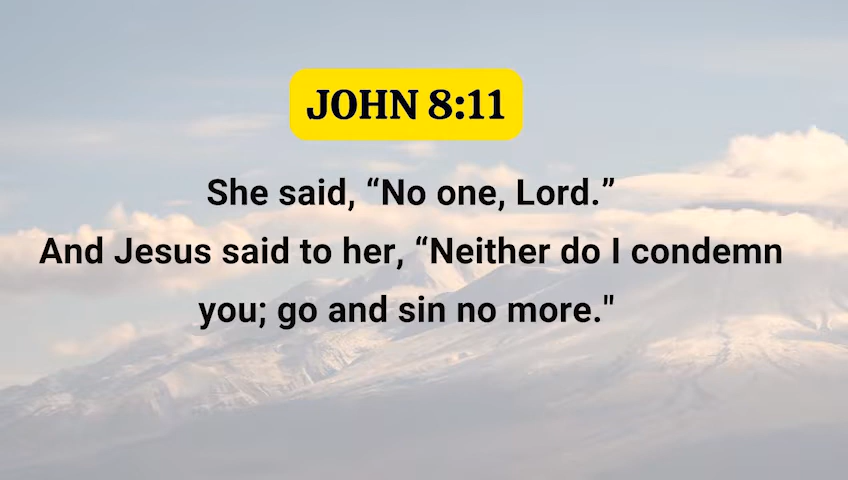 JOHN 8:11
She said, “No one, Lord.”
And Jesus said to her, “Neither do I condemn
you; go and sin no more."